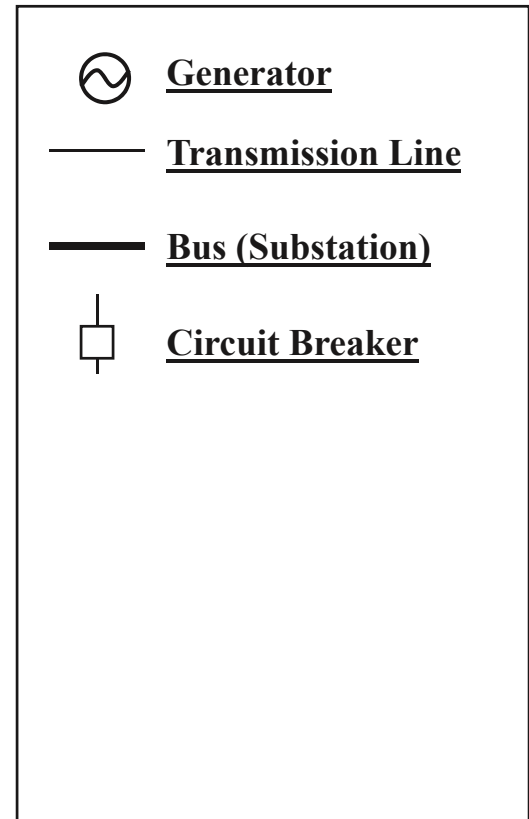 Generator
Transmission Line
Bus (Substation)
Circuit Breaker